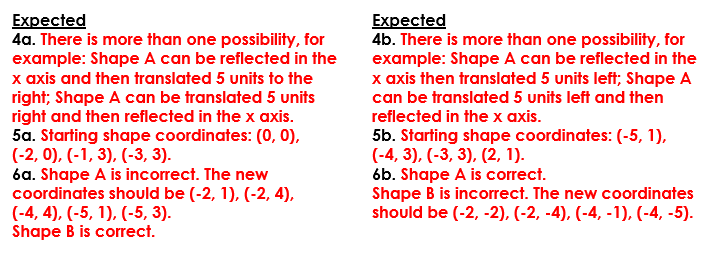 Expected
4a. There is more than one possibility, for
example: Shape A can be reflected in the
x axis and then translated 5 units to the
right; Shape A can be translated 5 units
right and then reflected in the x axis.
5a. Starting shape coordinates: (0, 0),
(-2, 0), (-1, 3), (-3, 3).
6a. Shape A is incorrect. The new
coordinates should be (-2, 1), (-2, 4),
(-4, 4), (-5, 1), (-5, 3).
Shape B is correct.
Expected
4b. There is more than one possibility, for
example: Shape A can be reflected in the
x axis then translated 5 units left; Shape A
can be translated 5 units left and then
reflected in the x axis.
5b. Starting shape coordinates: (-5, 1),
(-4, 3), (-3, 3), (2, 1).
6b. Shape A is correct.
Shape B is incorrect. The new coordinates
should be (-2, -2), (-2, -4), (-4, -1), (-4, -5).